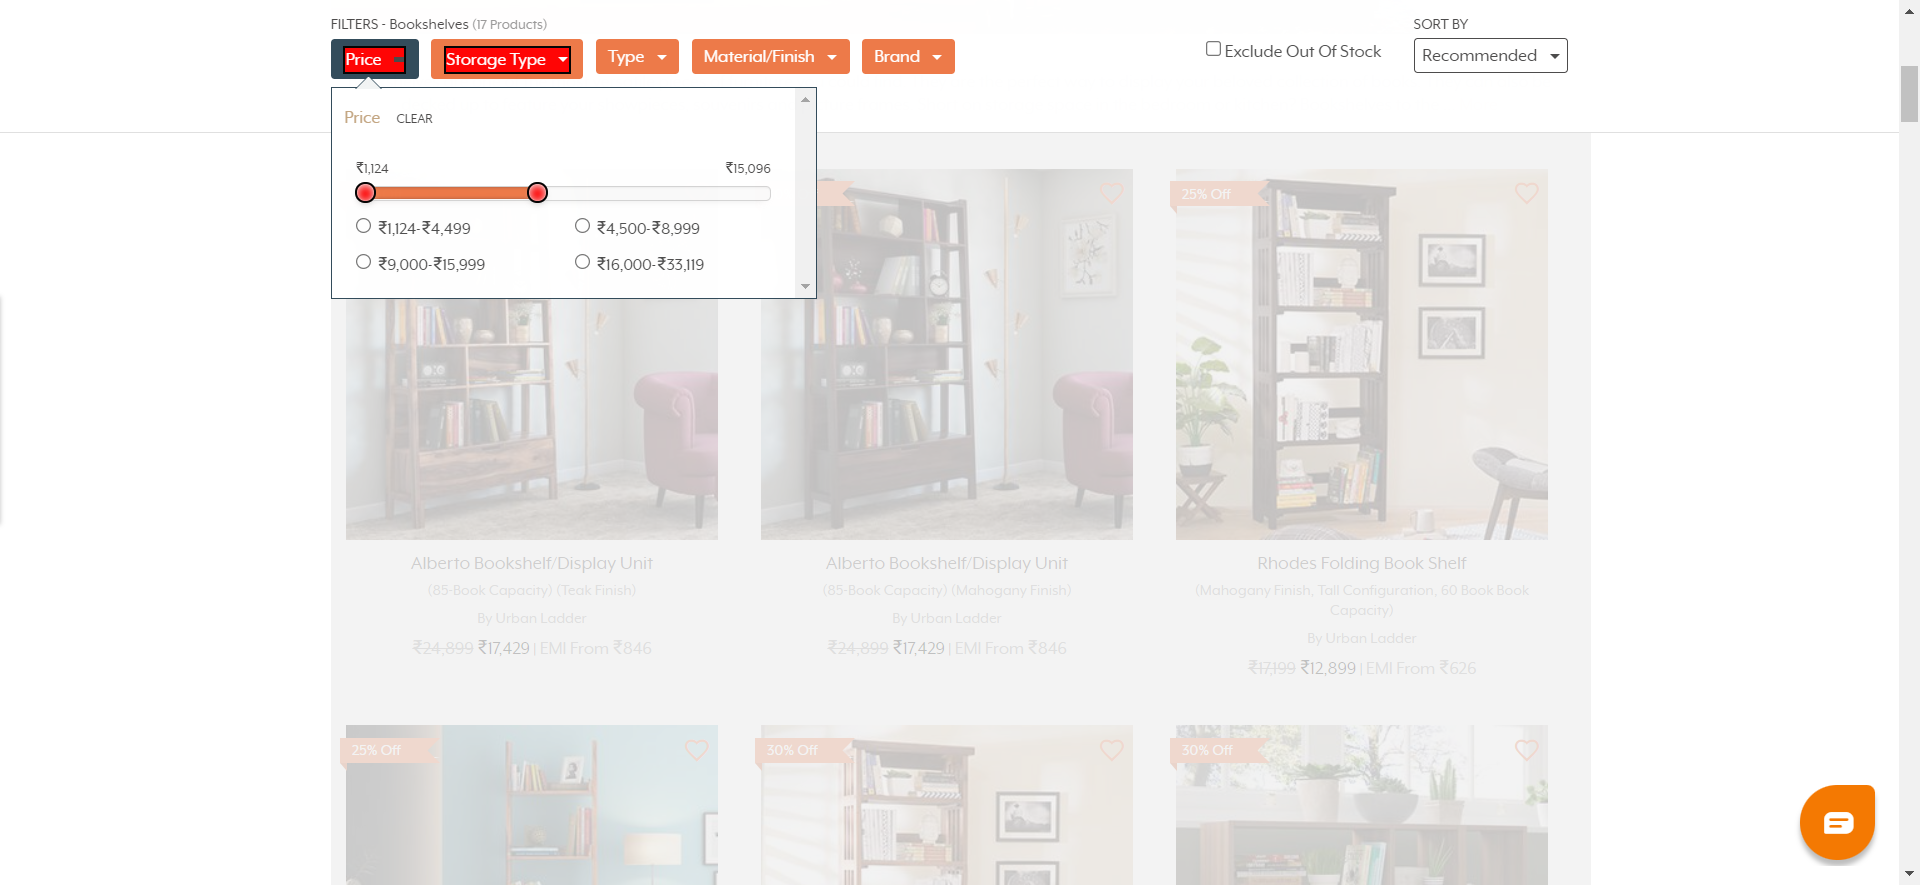 FILTERS - Bookshelves (17 Products)
SORT BY
Price
Storage Type
Type
Material/Finish
Brand
Exclude Out Of Stock
Recommended
Price CLEAR
₹1,124
₹15,096
₹1,124-₹4,499
₹4,500-₹8,999
₹9,000-₹15,999
₹16,000-₹33,119
25% Off
Alberto Bookshelf/Display Unit
(85-Book Capacity) (Teak Finish)
By Urban Ladder
₹24,899 ₹17,429 | EMI From ₹846
Alberto Bookshelf/Display Unit
(85-Book Capacity) (Mahogany Finish)
By Urban Ladder
₹24,899 ₹17,429 | EMI From ₹846
Rhodes Folding Book Shelf
(Mahogany Finish, Tall Configuration, 60 Book Book
Capacity)
By Urban Ladder
₹17,199 ₹12,899 | EMI From ₹626
25% Off
30% Off
30% Off